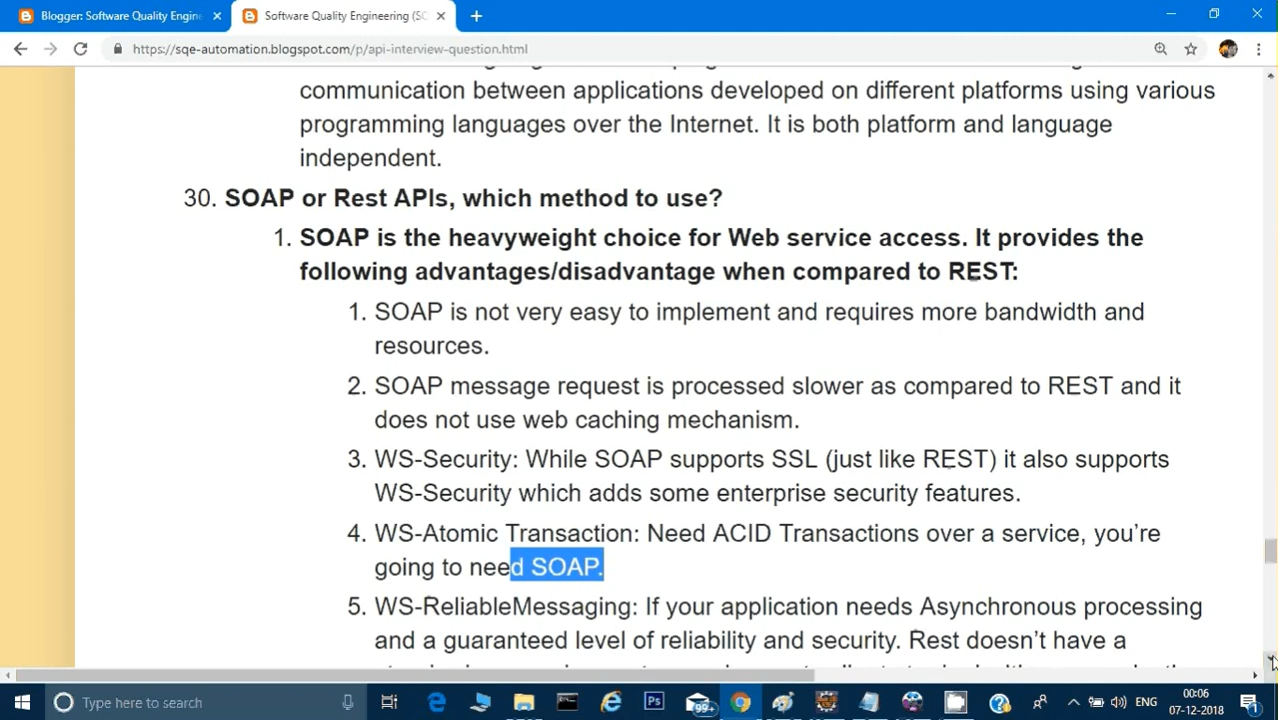 Blogger: Software Quality Engin
Software Quality Engineering (SQ
https://sqe-automation.blogspot.com/p/api-interview-question.html
communication between applications developed on different platforms using various
programming languages over the Internet. It is both platform and language
independent.
30. SOAP or Rest APIs, which method to use?
1. SOAP is the heavyweight choice for Web service access. It provides the
following advantages/disadvantage when compared to REST:
1. SOAP is not very easy to implement and requires more bandwidth and
resources.
2. SOAP message request is processed slower as compared to REST and it
does not use web caching mechanism.
3. WS-Security: While SOAP supports SSL (just like REST) it also supports
WS-Security which adds some enterprise security features.
4. WS-Atomic Transaction: Need ACID Transactions over a service, you’re
going to need SOAP.
5. WS-ReliableMessaging: If your application needs Asynchronous processing
and a guaranteed level of reliability and security. Rest doesn’t have a
Type here to search
Ps
99+
ENG
00:06
07-12-2018
1